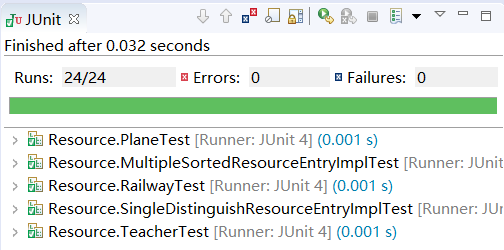 JUnit
Finished after 0.032 seconds
Runs: 24/24 Errors: 0 Failures: 0
Resource.PlaneTest [Runner: JUnit 4] (0.001 s)
Resource.MultipleSortedResourceEntryImplTest [Runner: JUnit
Resource.RailwayTest [Runner: JUnit 4] (0.001 s)
Resource.SingleDistinguishResourceEntryImplTest [Runner: JU
Resource.TeacherTest [Runner: JUnit 4] (0.001 s)